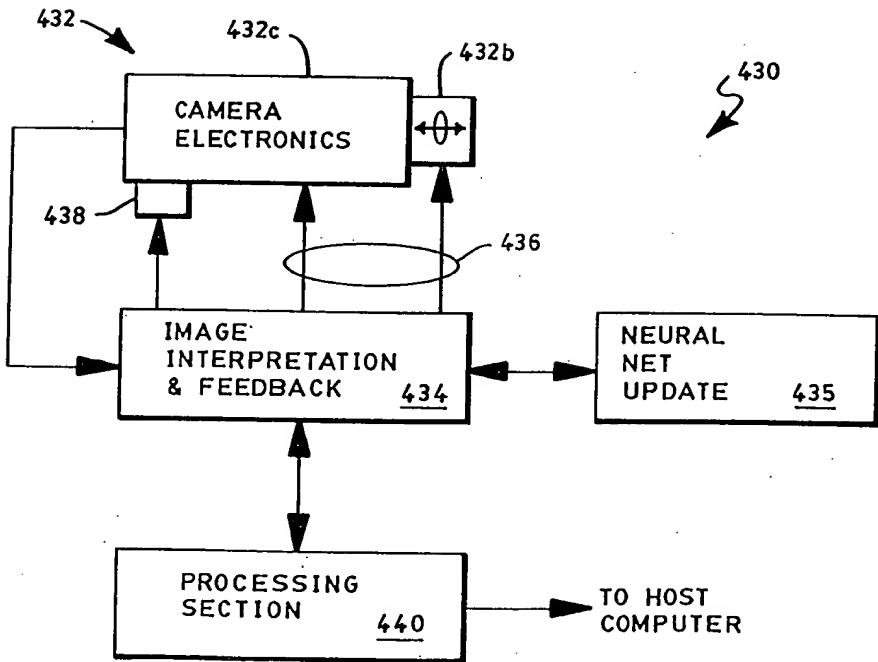 432
432c
432b
430
CAMERA
ELECTRONICS
438
436
IMAGE
INTERPRETATION
& FEEDBACK
434
NEURAL
NET
UPDATE
435
PROCESSING
SECTION
440
TO HOST
COMPUTER